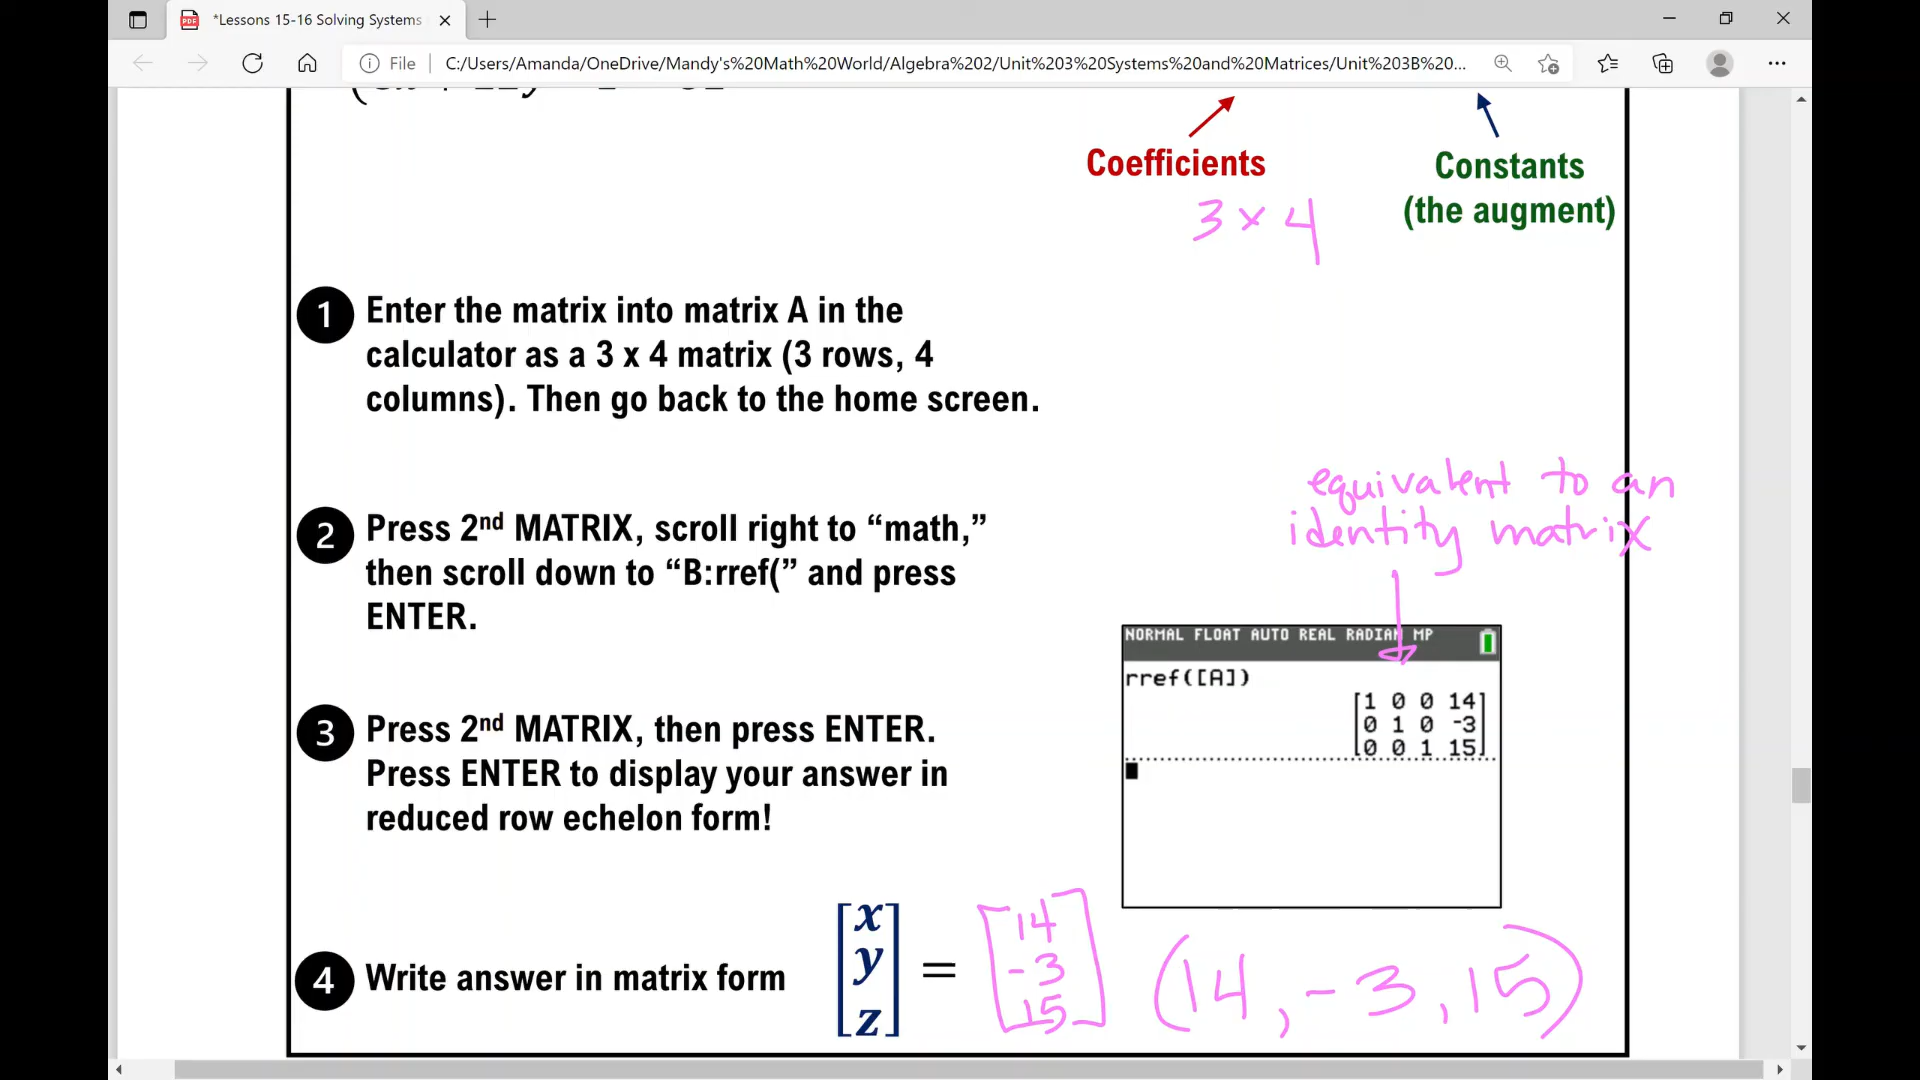 *Lessons 15-16 Solving Systems
File
C:/Users/Amanda/OneDrive/Mandy's%20Math%20World/Algebra%202/Unit%203%20Systems%20and%20Matrices/Unit%203B%20...
Coefficients
Constants
(the augment)
3 x 4
1 Enter the matrix into matrix A in the
calculator as a 3 x 4 matrix (3 rows, 4
columns). Then go back to the home screen.
equivalent to an
identity matrix
2 Press 2nd MATRIX, scroll right to “math,”
then scroll down to “B:rref(” and press
ENTER.
NORMAL FLOAT AUTO REAL RADIAN MP
rref([A])
[1 0 0 14]
[0 1 0 -3]
[0 0 1 15]
3 Press 2nd MATRIX, then press ENTER.
Press ENTER to display your answer in
reduced row echelon form!
4 Write answer in matrix form
[x
y
z]
=
[14
-3
15]
(14, -3, 15)